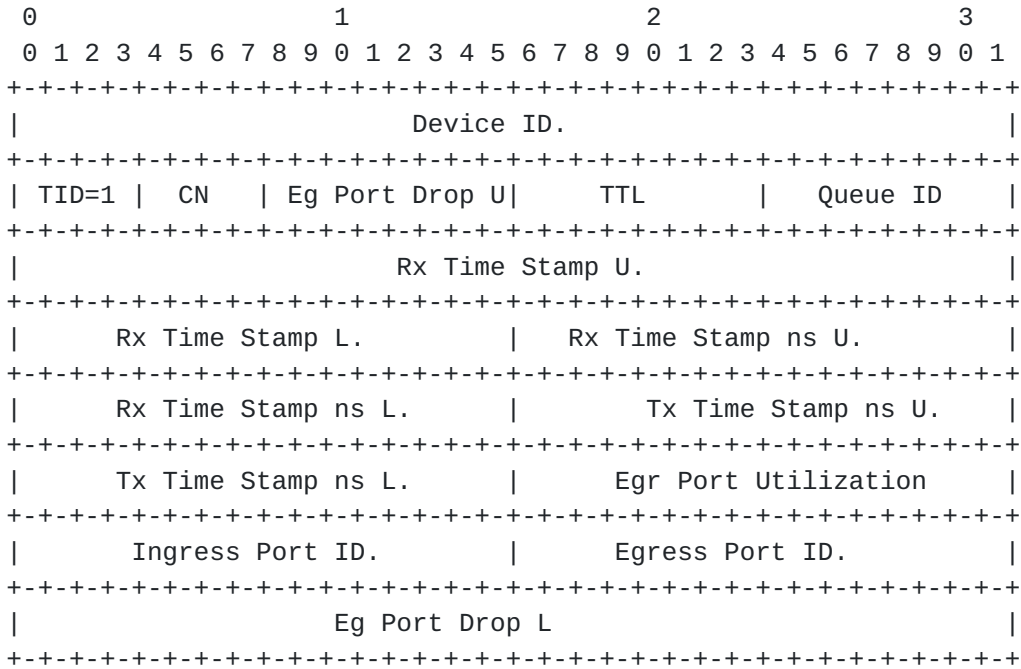 0                   1                   2                   3
 0 1 2 3 4 5 6 7 8 9 0 1 2 3 4 5 6 7 8 9 0 1 2 3 4 5 6 7 8 9 0 1
+-+-+-+-+-+-+-+-+-+-+-+-+-+-+-+-+-+-+-+-+-+-+-+-+-+-+-+-+-+-+-+-+
|                         Device ID.                            |
+-+-+-+-+-+-+-+-+-+-+-+-+-+-+-+-+-+-+-+-+-+-+-+-+-+-+-+-+-+-+-+-+
| TID=1 |  CN   | Eg Port Drop U|     TTL       |   Queue ID    |
+-+-+-+-+-+-+-+-+-+-+-+-+-+-+-+-+-+-+-+-+-+-+-+-+-+-+-+-+-+-+-+-+
|                        Rx Time Stamp U.                       |
+-+-+-+-+-+-+-+-+-+-+-+-+-+-+-+-+-+-+-+-+-+-+-+-+-+-+-+-+-+-+-+-+
|      Rx Time Stamp L.         |   Rx Time Stamp ns U.         |
+-+-+-+-+-+-+-+-+-+-+-+-+-+-+-+-+-+-+-+-+-+-+-+-+-+-+-+-+-+-+-+-+
|      Rx Time Stamp ns L.      |        Tx Time Stamp ns U.    |
+-+-+-+-+-+-+-+-+-+-+-+-+-+-+-+-+-+-+-+-+-+-+-+-+-+-+-+-+-+-+-+-+
|      Tx Time Stamp ns L.      |      Egr Port Utilization     |
+-+-+-+-+-+-+-+-+-+-+-+-+-+-+-+-+-+-+-+-+-+-+-+-+-+-+-+-+-+-+-+-+
|       Ingress Port ID.        |      Egress Port ID.          |
+-+-+-+-+-+-+-+-+-+-+-+-+-+-+-+-+-+-+-+-+-+-+-+-+-+-+-+-+-+-+-+-+
|                    Eg Port Drop L                             |
+-+-+-+-+-+-+-+-+-+-+-+-+-+-+-+-+-+-+-+-+-+-+-+-+-+-+-+-+-+-+-+-+